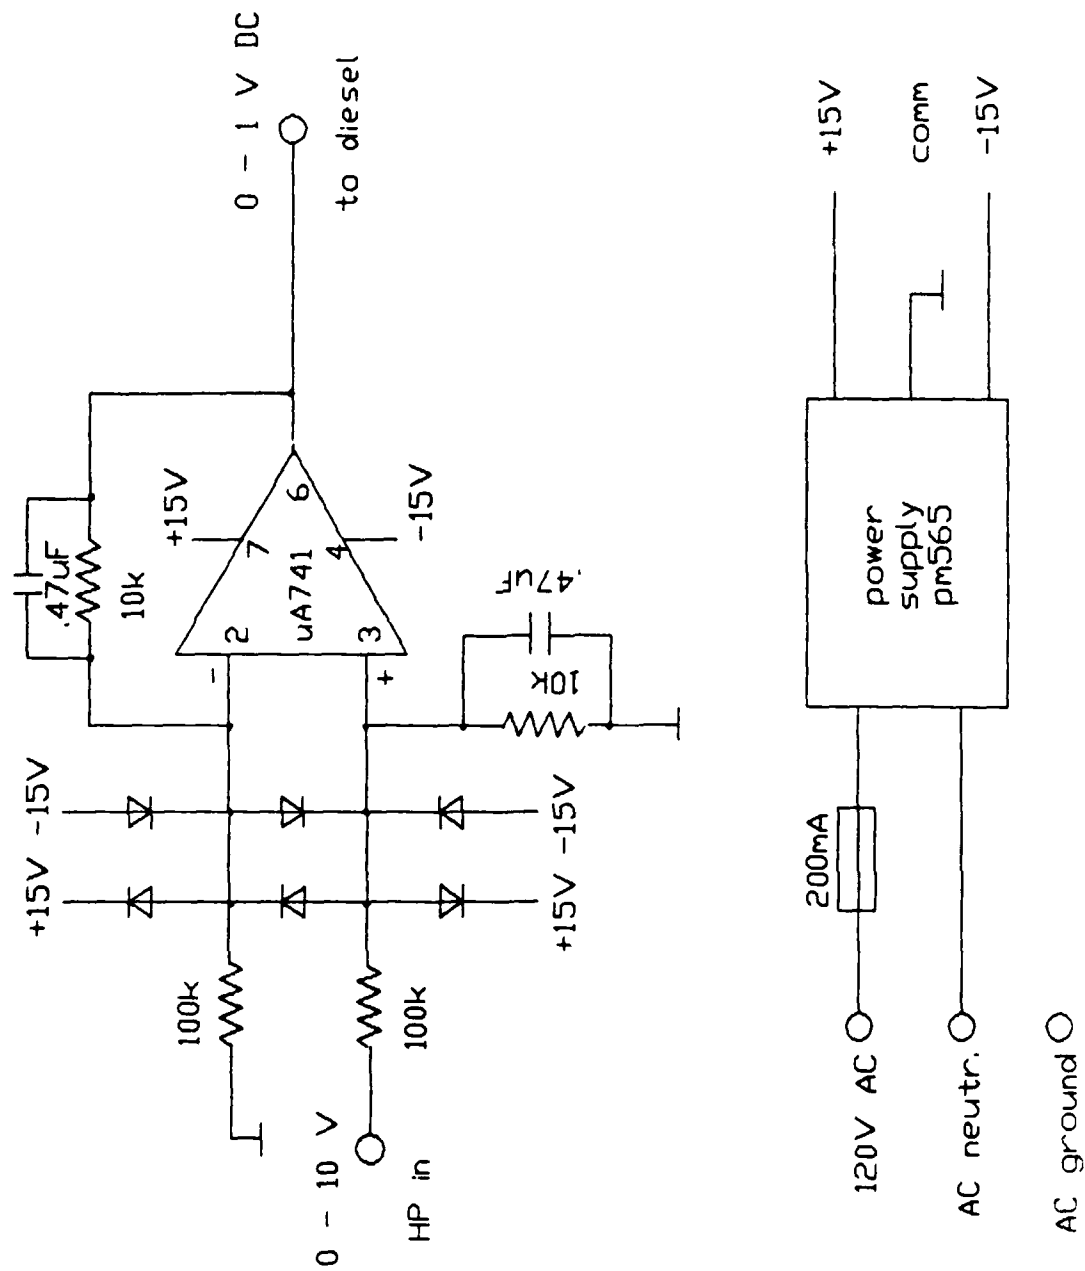 .47uF
10k
+15V -15V
+15V
0 - 1 V DC
to diesel
100k
-
2
7
6
uA741
3
4
+
0 - 10 V
HP in
100k
-15V
10k
.47uF
+15V -15V
120V AC
200mA
power
supply
pm565
+15V
comm
-15V
AC neutr.
AC ground